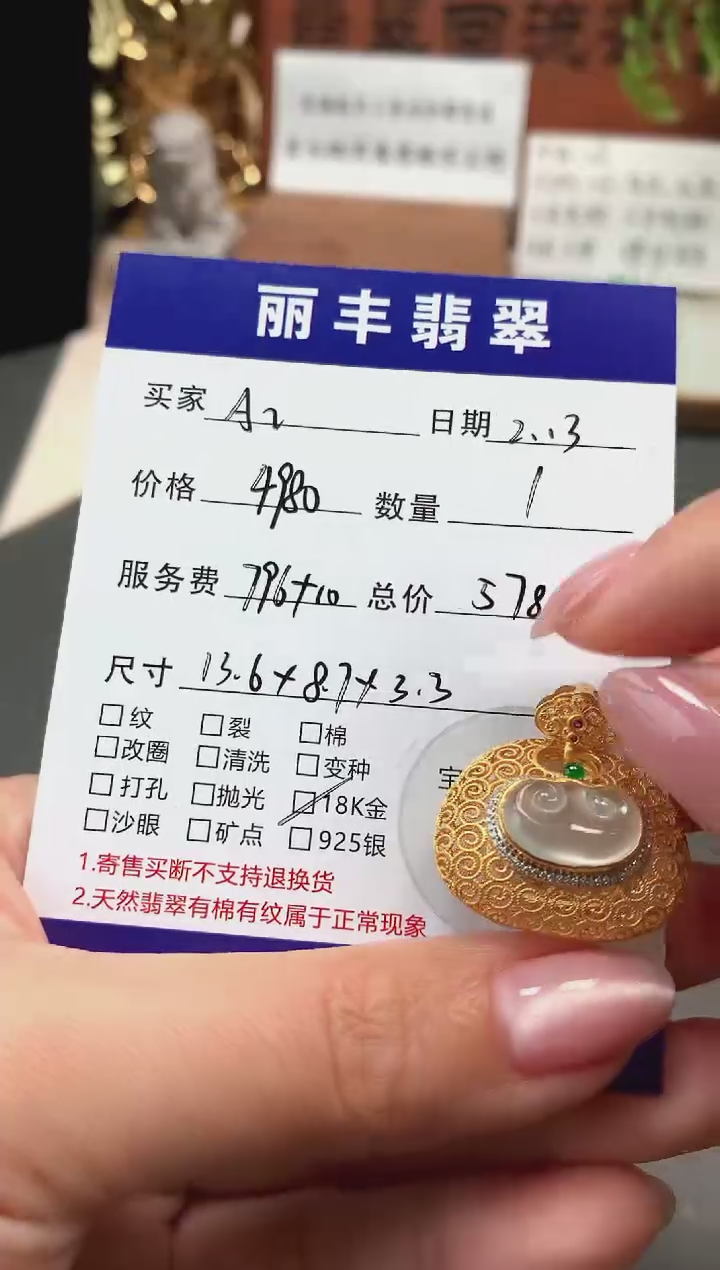 丽丰翡翠
买家 A2 日期 2.13
价格 4980 数量 1
服务费 796+10 总价 578
尺寸 13.6×8.7×3.3
□纹 □裂 □棉
□改圈 □清洗 □变种 宝
□打孔 □抛光 □18K金
□沙眼 □矿点 □925银
1.寄售买断不支持退换货
2.天然翡翠有棉有纹属于正常现象